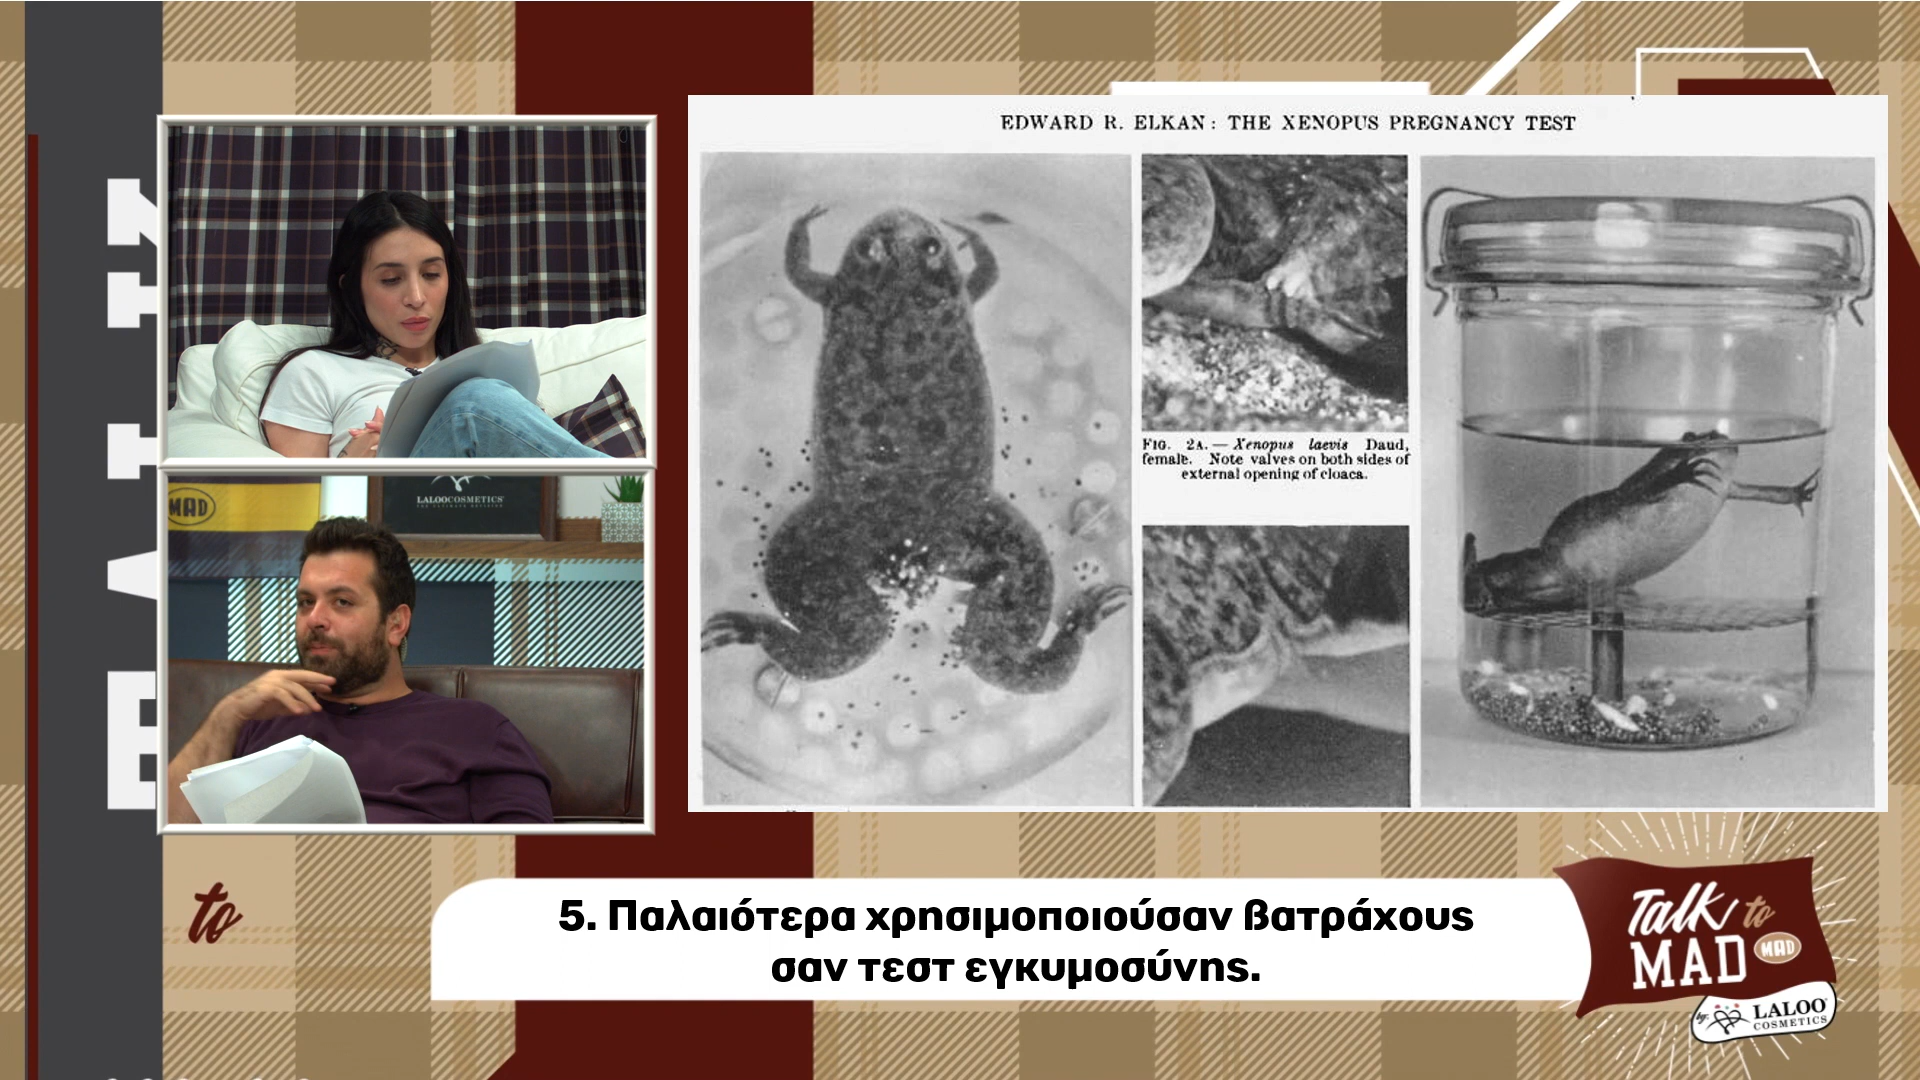 EDWARD R. ELKAN: THE XENOPUS PREGNANCY TEST
MAD
LALOOCOSMETICS
FIG. 2A. — Xenopus laevis Daud,
female. Note valves on both sides of
external opening of cloaca.
to
5. Παλαιότερα χρησιμοποιούσαν βατράχους
σαν τεστ εγκυμοσύνης.
Talk to
MAD MAD
by: LALOO
COSMETICS